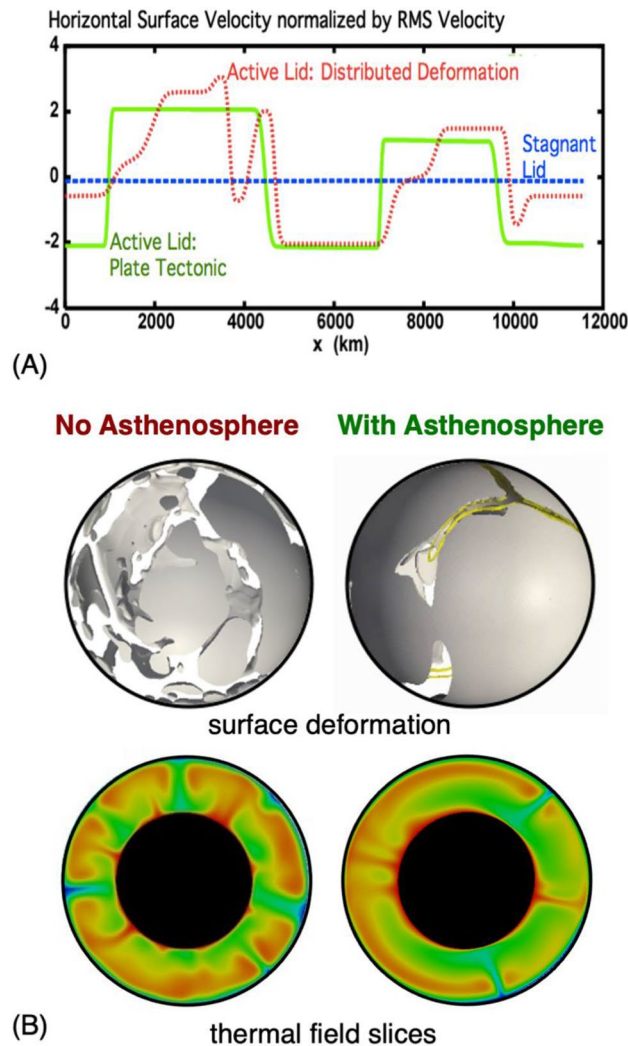 Horizontal Surface Velocity normalized by RMS Velocity
4
Active Lid: Distributed Deformation
2
Stagnant
Lid
0
Active Lid:
Plate Tectonic
-2
-4
0 2000 4000 6000 8000 10000 12000
x (km)
(A)
No Asthenosphere With Asthenosphere
surface deformation
(B)
thermal field slices